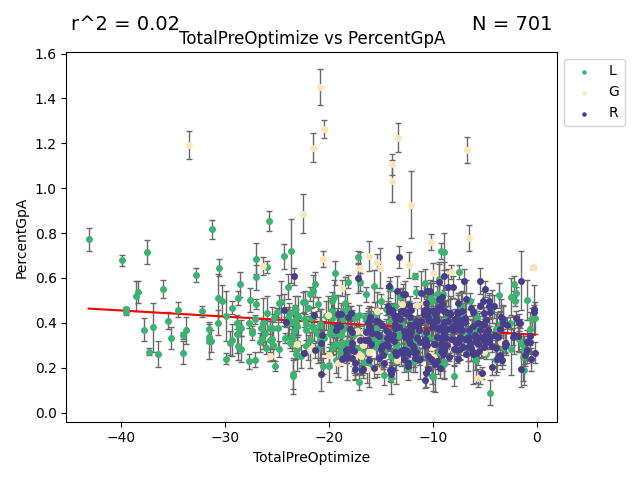 r^2 = 0.02
N = 701
TotalPreOptimize vs PercentGpA
L
G
R
PercentGpA
1.6
1.4
1.2
1.0
0.8
0.6
0.4
0.2
0.0
−40
−30
−20
−10
0
TotalPreOptimize